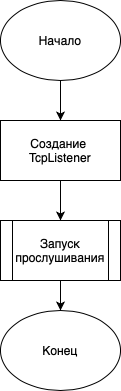 Начало
Создание
TcpListener
Запуск
прослушивания
Конец